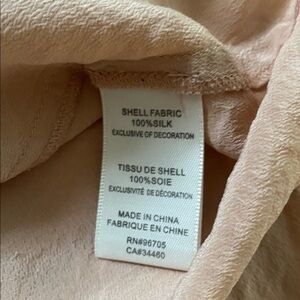 SHELL FABRIC
100%SILK
EXCLUSIVE OF DECORATION
TISSU DE SHELL
100%SOIE
EXCLUSIVITÉ DE DÉCORATION
MADE IN CHINA
FABRIQUE EN CHINE
RN#96705
CA#34460